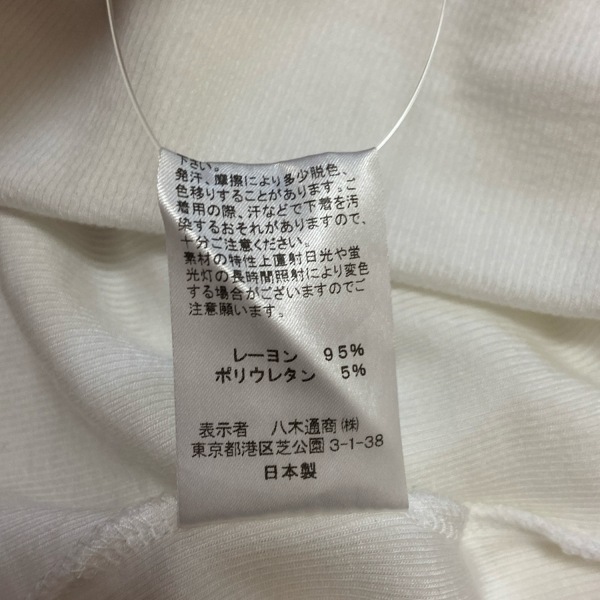 下さい。
発汗、摩擦により多少脱色、
色移りすることがあります。ご
着用の際、汗などで下着を汚
染するおそれがありますので、
十分ご注意ください。
素材の特性上直射日光や蛍
光灯の長時間照射により変色
する場合がございますのでご
注意願います。
レーヨン 95%
ポリウレタン 5%
表示者 八木通商㈱
東京都港区芝公園3-1-38
日本製